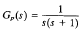 Gp(s) = 1
s(s + 1)